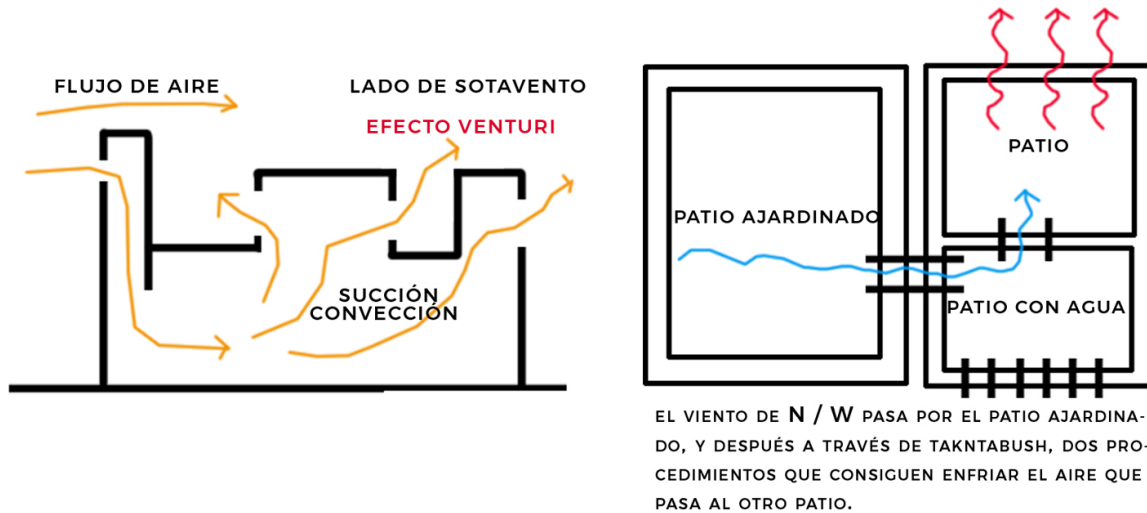 FLUJO DE AIRE
LADO DE SOTAVENTO
EFECTO VENTURI
SUCCIÓN
CONVECCIÓN
PATIO AJARDINADO
PATIO
PATIO CON AGUA
EL VIENTO DE N / W PASA POR EL PATIO AJARDINA-
DO, Y DESPUÉS A TRAVÉS DE TAKNTABUSH, DOS PRO-
CEDIMIENTOS QUE CONSIGUEN ENFRIAR EL AIRE QUE
PASA AL OTRO PATIO.